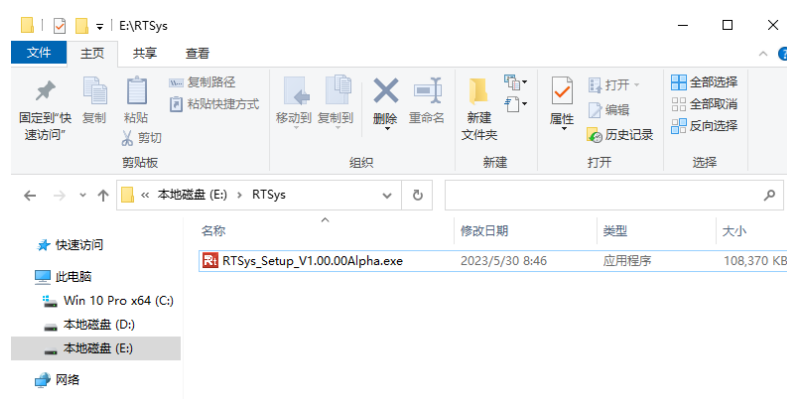 E:\RTSys
文件 主页 共享 查看
固定到"快速访问"
复制
粘贴
复制路径
粘贴快捷方式
剪切
剪贴板
移动到 复制到 删除 重命名
组织
新建
文件夹
新建
属性
打开
编辑
历史记录
打开
全部选择
全部取消
反向选择
选择
« 本地磁盘 (E:) › RTSys
名称 修改日期 类型 大小
RTSys_Setup_V1.00.00Alpha.exe 2023/5/30 8:46 应用程序 108,370 KB
快速访问
此电脑
Win 10 Pro x64 (C:)
本地磁盘 (D:)
本地磁盘 (E:)
网络